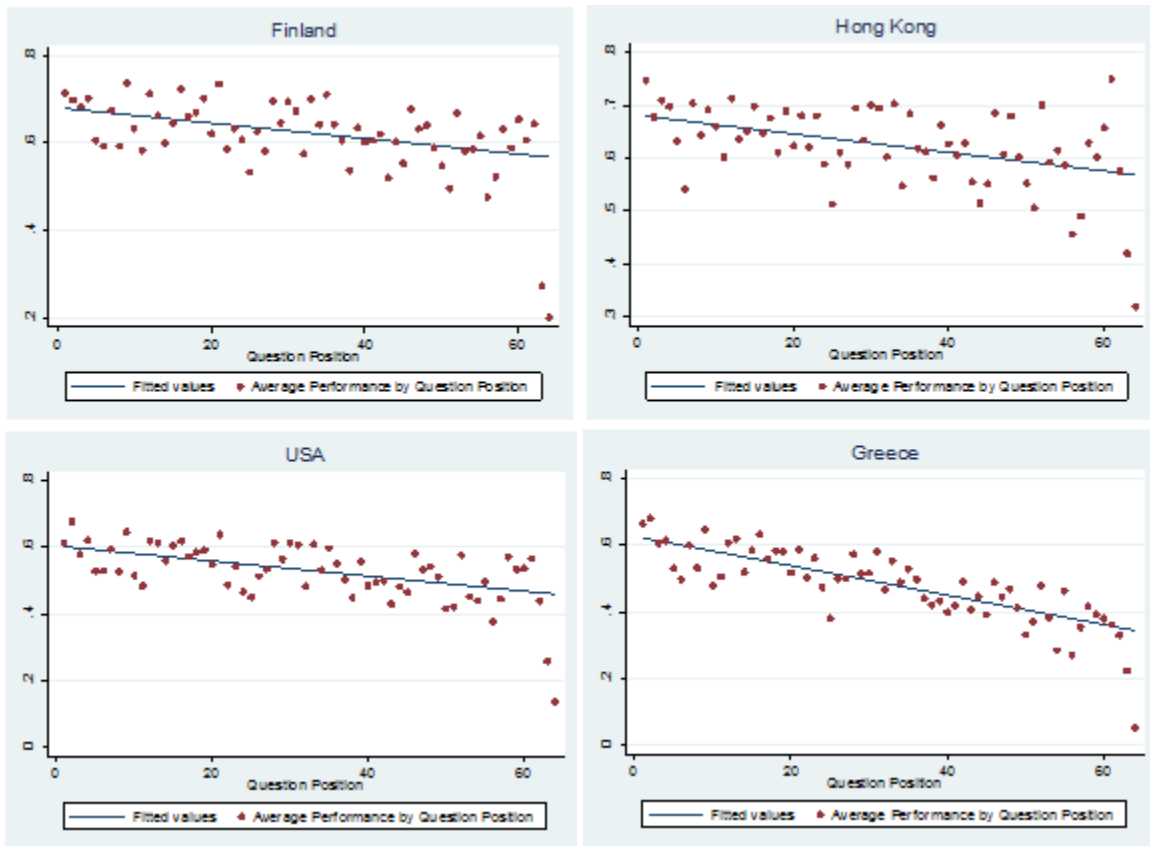 Finland
.8
.6
.4
.2
0 20 40 60
Question Position
Fitted values Average Performance by Question Position
Hong Kong
.8
.7
.6
.5
.4
.3
0 20 40 60
Question Position
Fitted values Average Performance by Question Position
USA
.8
.6
.4
.2
0
0 20 40 60
Question Position
Fitted values Average Performance by Question Position
Greece
.8
.6
.4
.2
0
0 20 40 60
Question Position
Fitted values Average Performance by Question Position